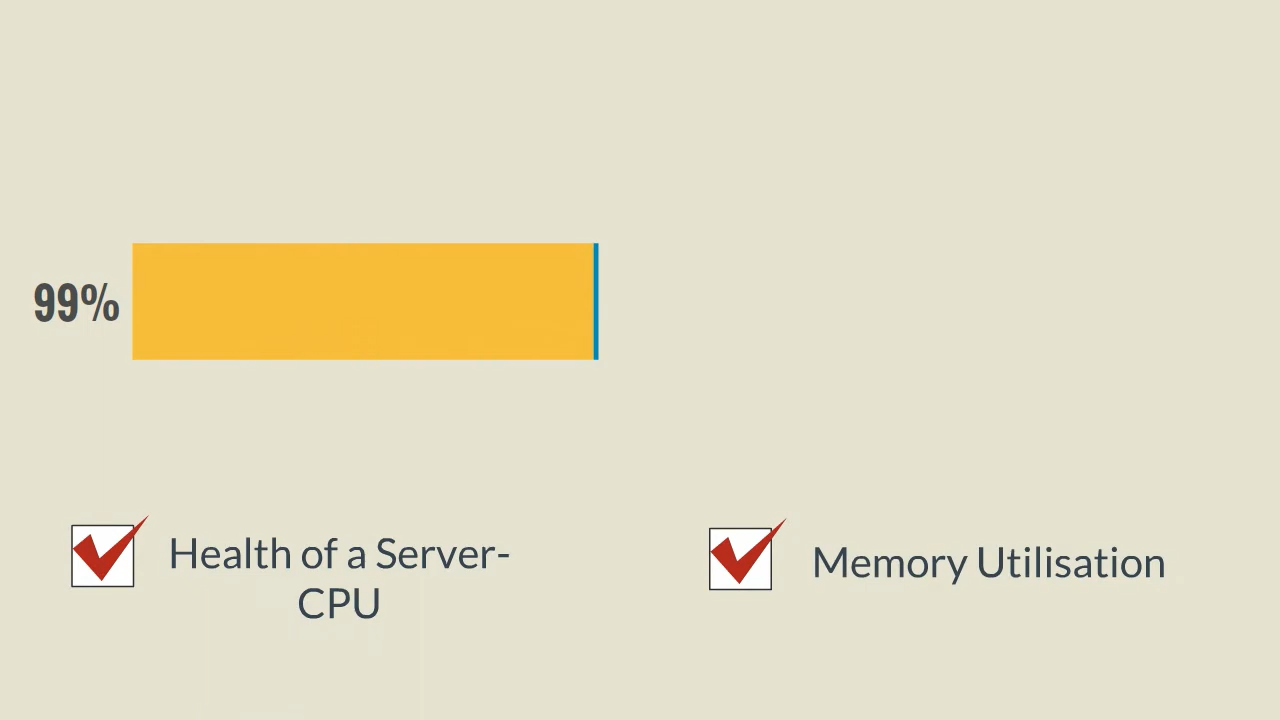 99%
Health of a Server-
CPU
Memory Utilisation